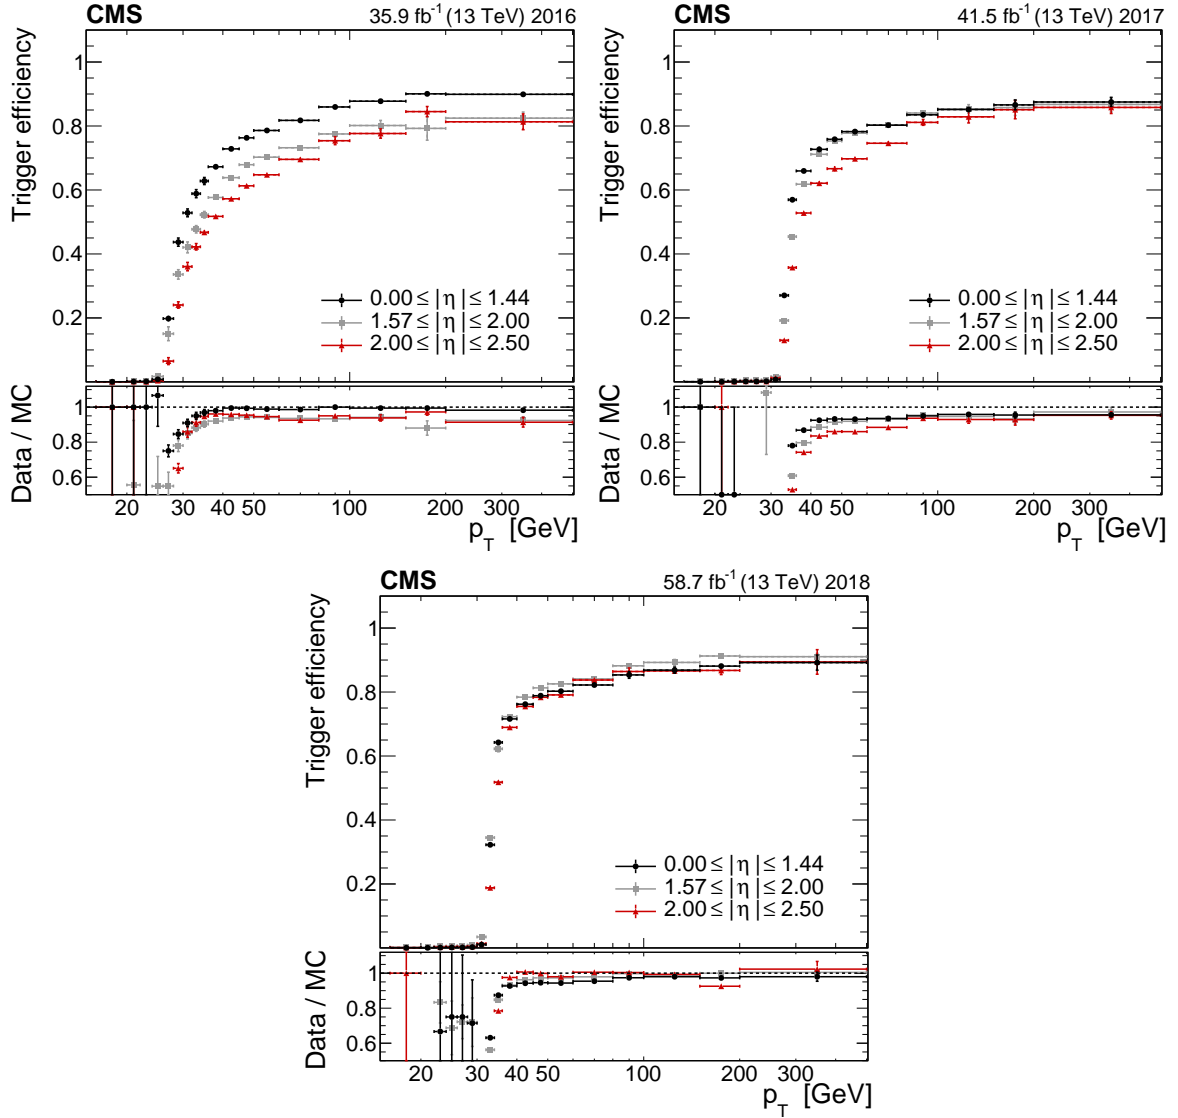 CMS 35.9 fb⁻¹ (13 TeV) 2016
Trigger efficiency
1
0.8
0.6
0.4
0.2
0.00 ≤ | η | ≤ 1.44
1.57 ≤ | η | ≤ 2.00
2.00 ≤ | η | ≤ 2.50
Data / MC
1
0.8
0.6
20 30 40 50 100 200 300
p_T [GeV]
CMS 41.5 fb⁻¹ (13 TeV) 2017
Trigger efficiency
1
0.8
0.6
0.4
0.2
0.00 ≤ | η | ≤ 1.44
1.57 ≤ | η | ≤ 2.00
2.00 ≤ | η | ≤ 2.50
Data / MC
1
0.8
0.6
20 30 40 50 100 200 300
p_T [GeV]
CMS 58.7 fb⁻¹ (13 TeV) 2018
Trigger efficiency
1
0.8
0.6
0.4
0.2
0.00 ≤ | η | ≤ 1.44
1.57 ≤ | η | ≤ 2.00
2.00 ≤ | η | ≤ 2.50
Data / MC
1
0.8
0.6
20 30 40 50 100 200 300
p_T [GeV]